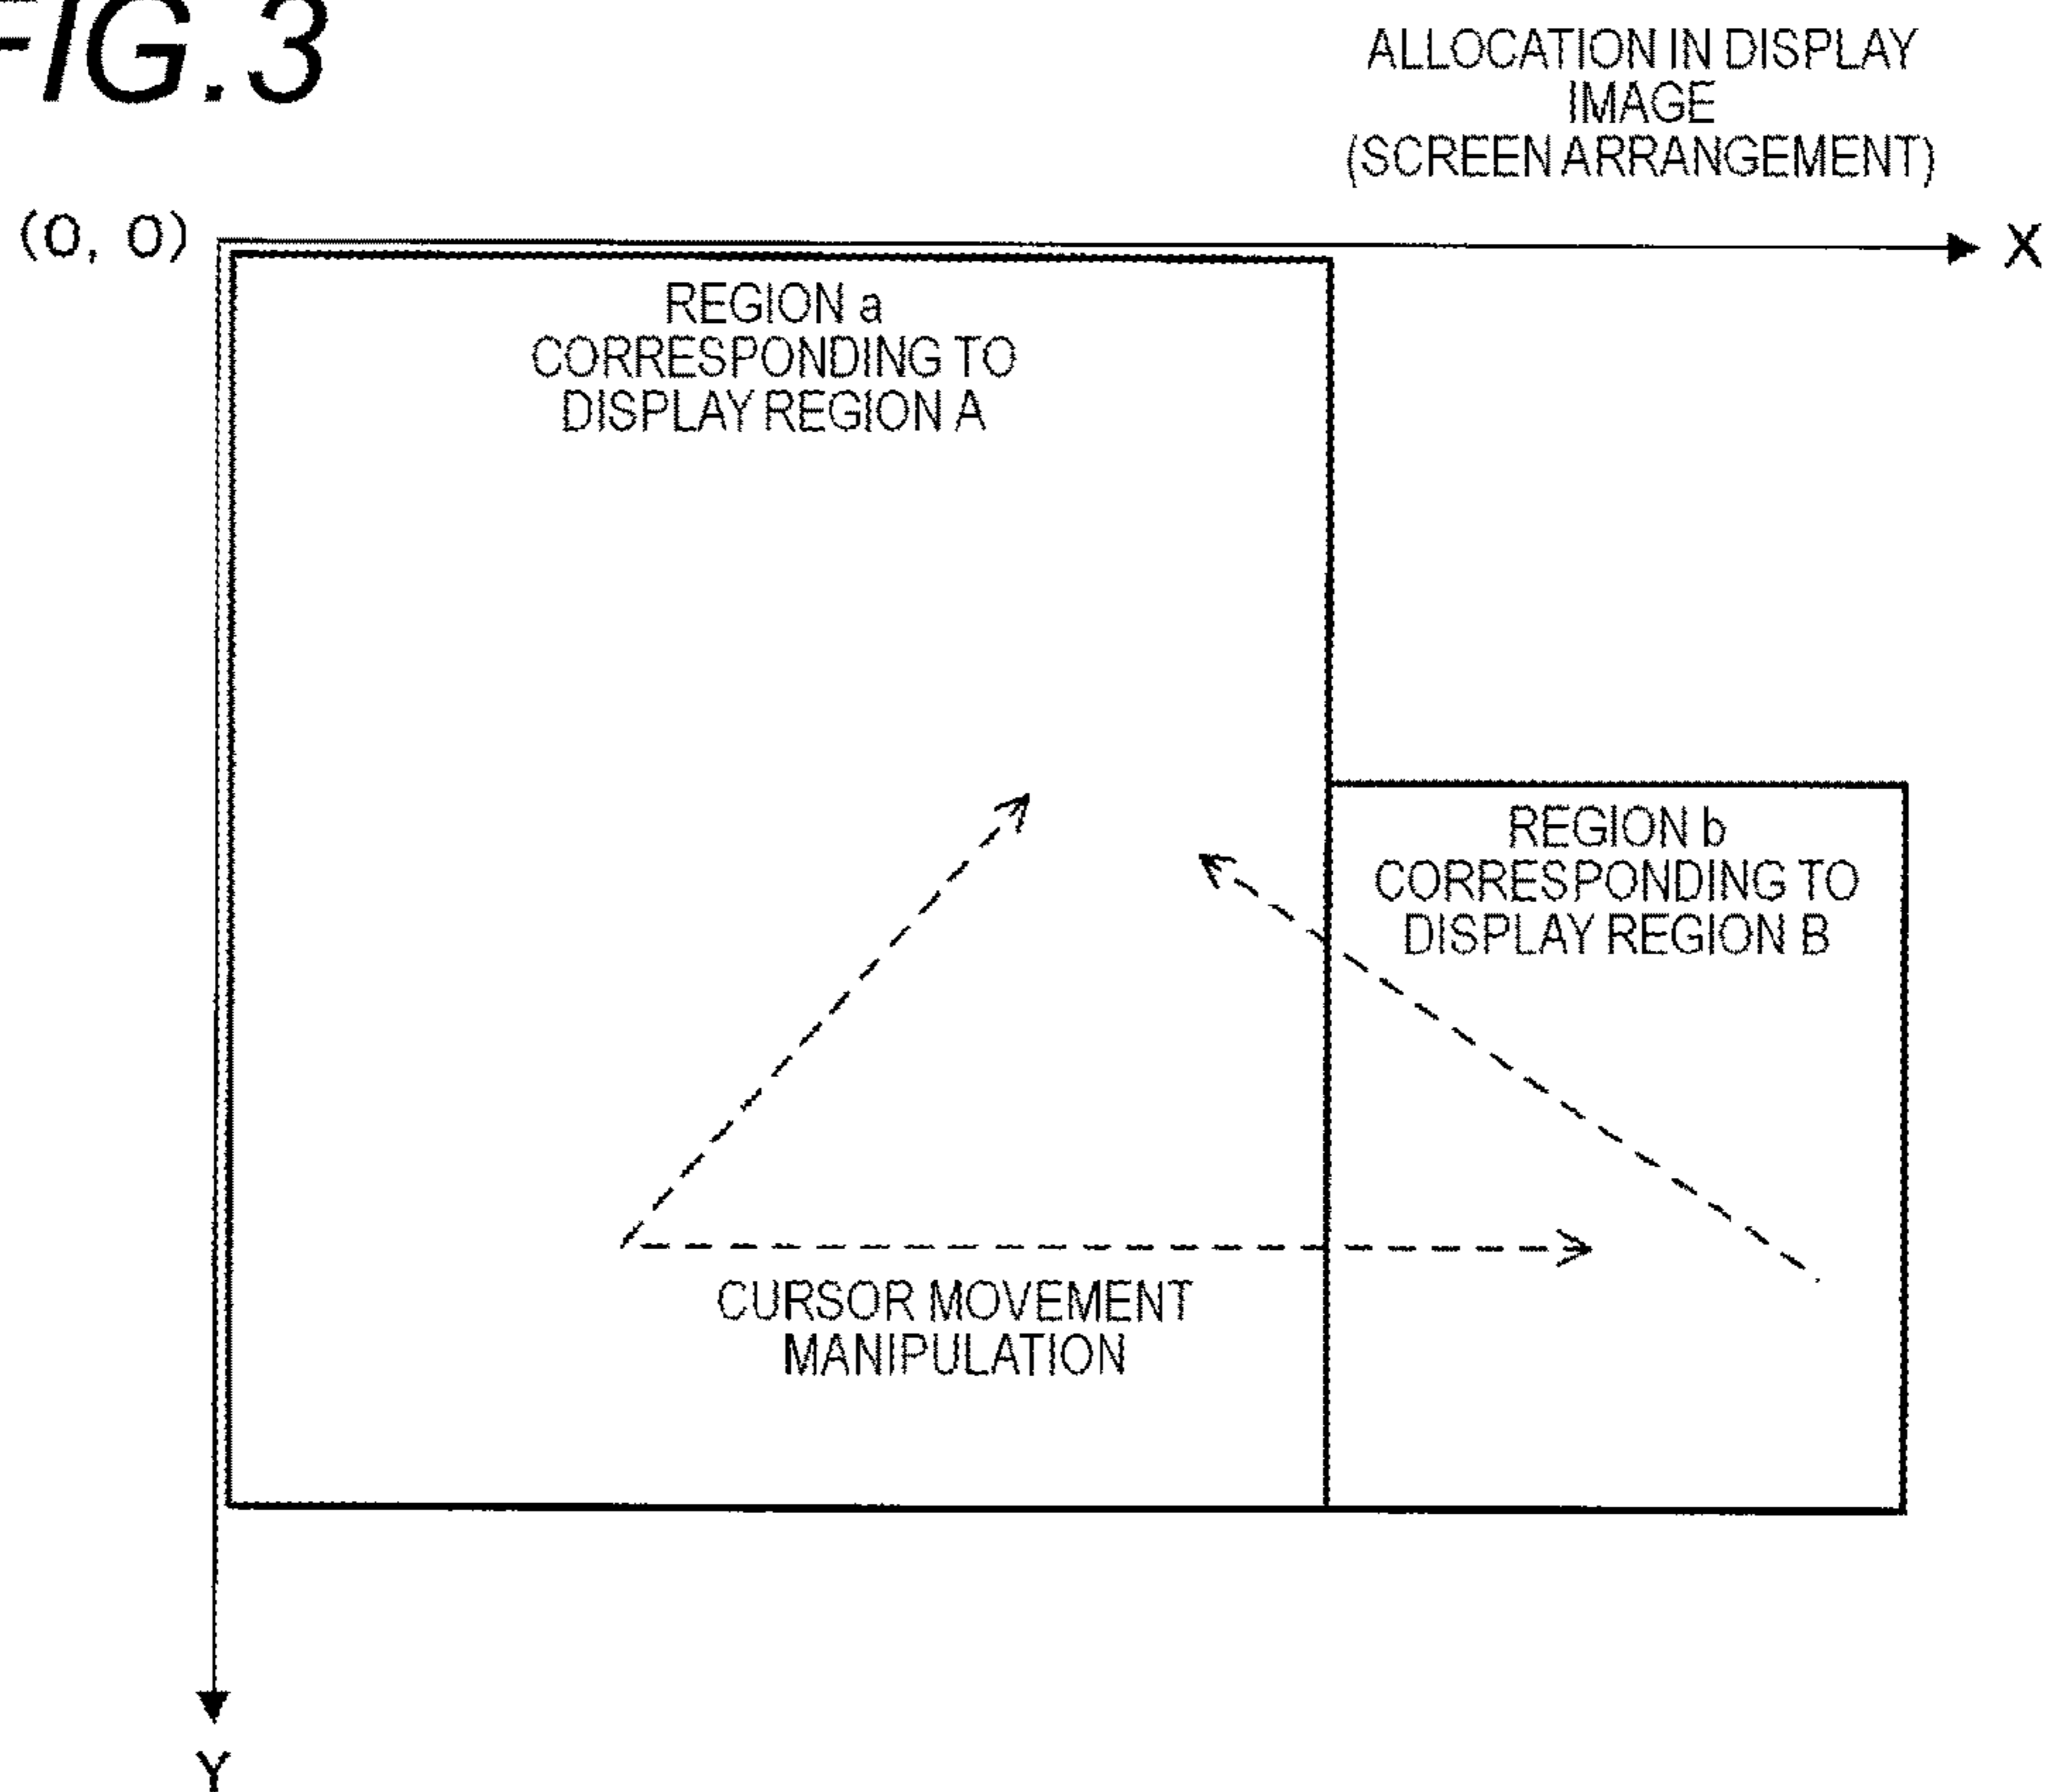 FIG.3
ALLOCATION IN DISPLAY
IMAGE
(SCREEN ARRANGEMENT)
(0, 0)
X
REGION a
CORRESPONDING TO
DISPLAY REGION A
REGION b
CORRESPONDING TO
DISPLAY REGION B
CURSOR MOVEMENT
MANIPULATION
Y